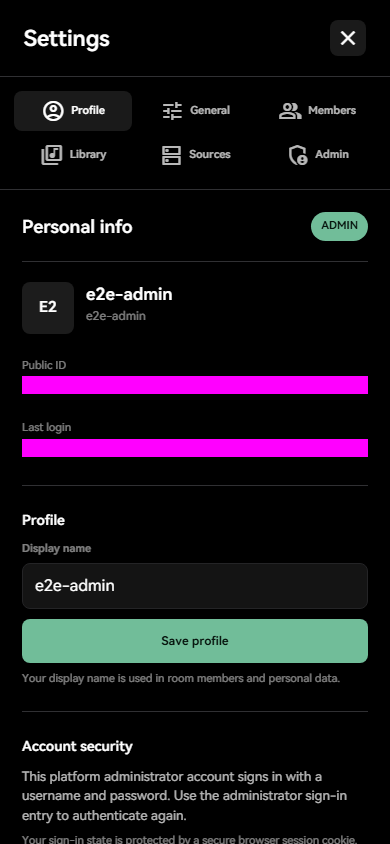 Settings
Profile
General
Members
Library
Sources
Admin
Personal info
ADMIN
E2
e2e-admin
e2e-admin
Public ID
Last login
Profile
Display name
e2e-admin
Save profile
Your display name is used in room members and personal data.
Account security
This platform administrator account signs in with a
username and password. Use the administrator sign-in
entry to authenticate again.
Your sign-in state is protected by a secure browser session cookie.